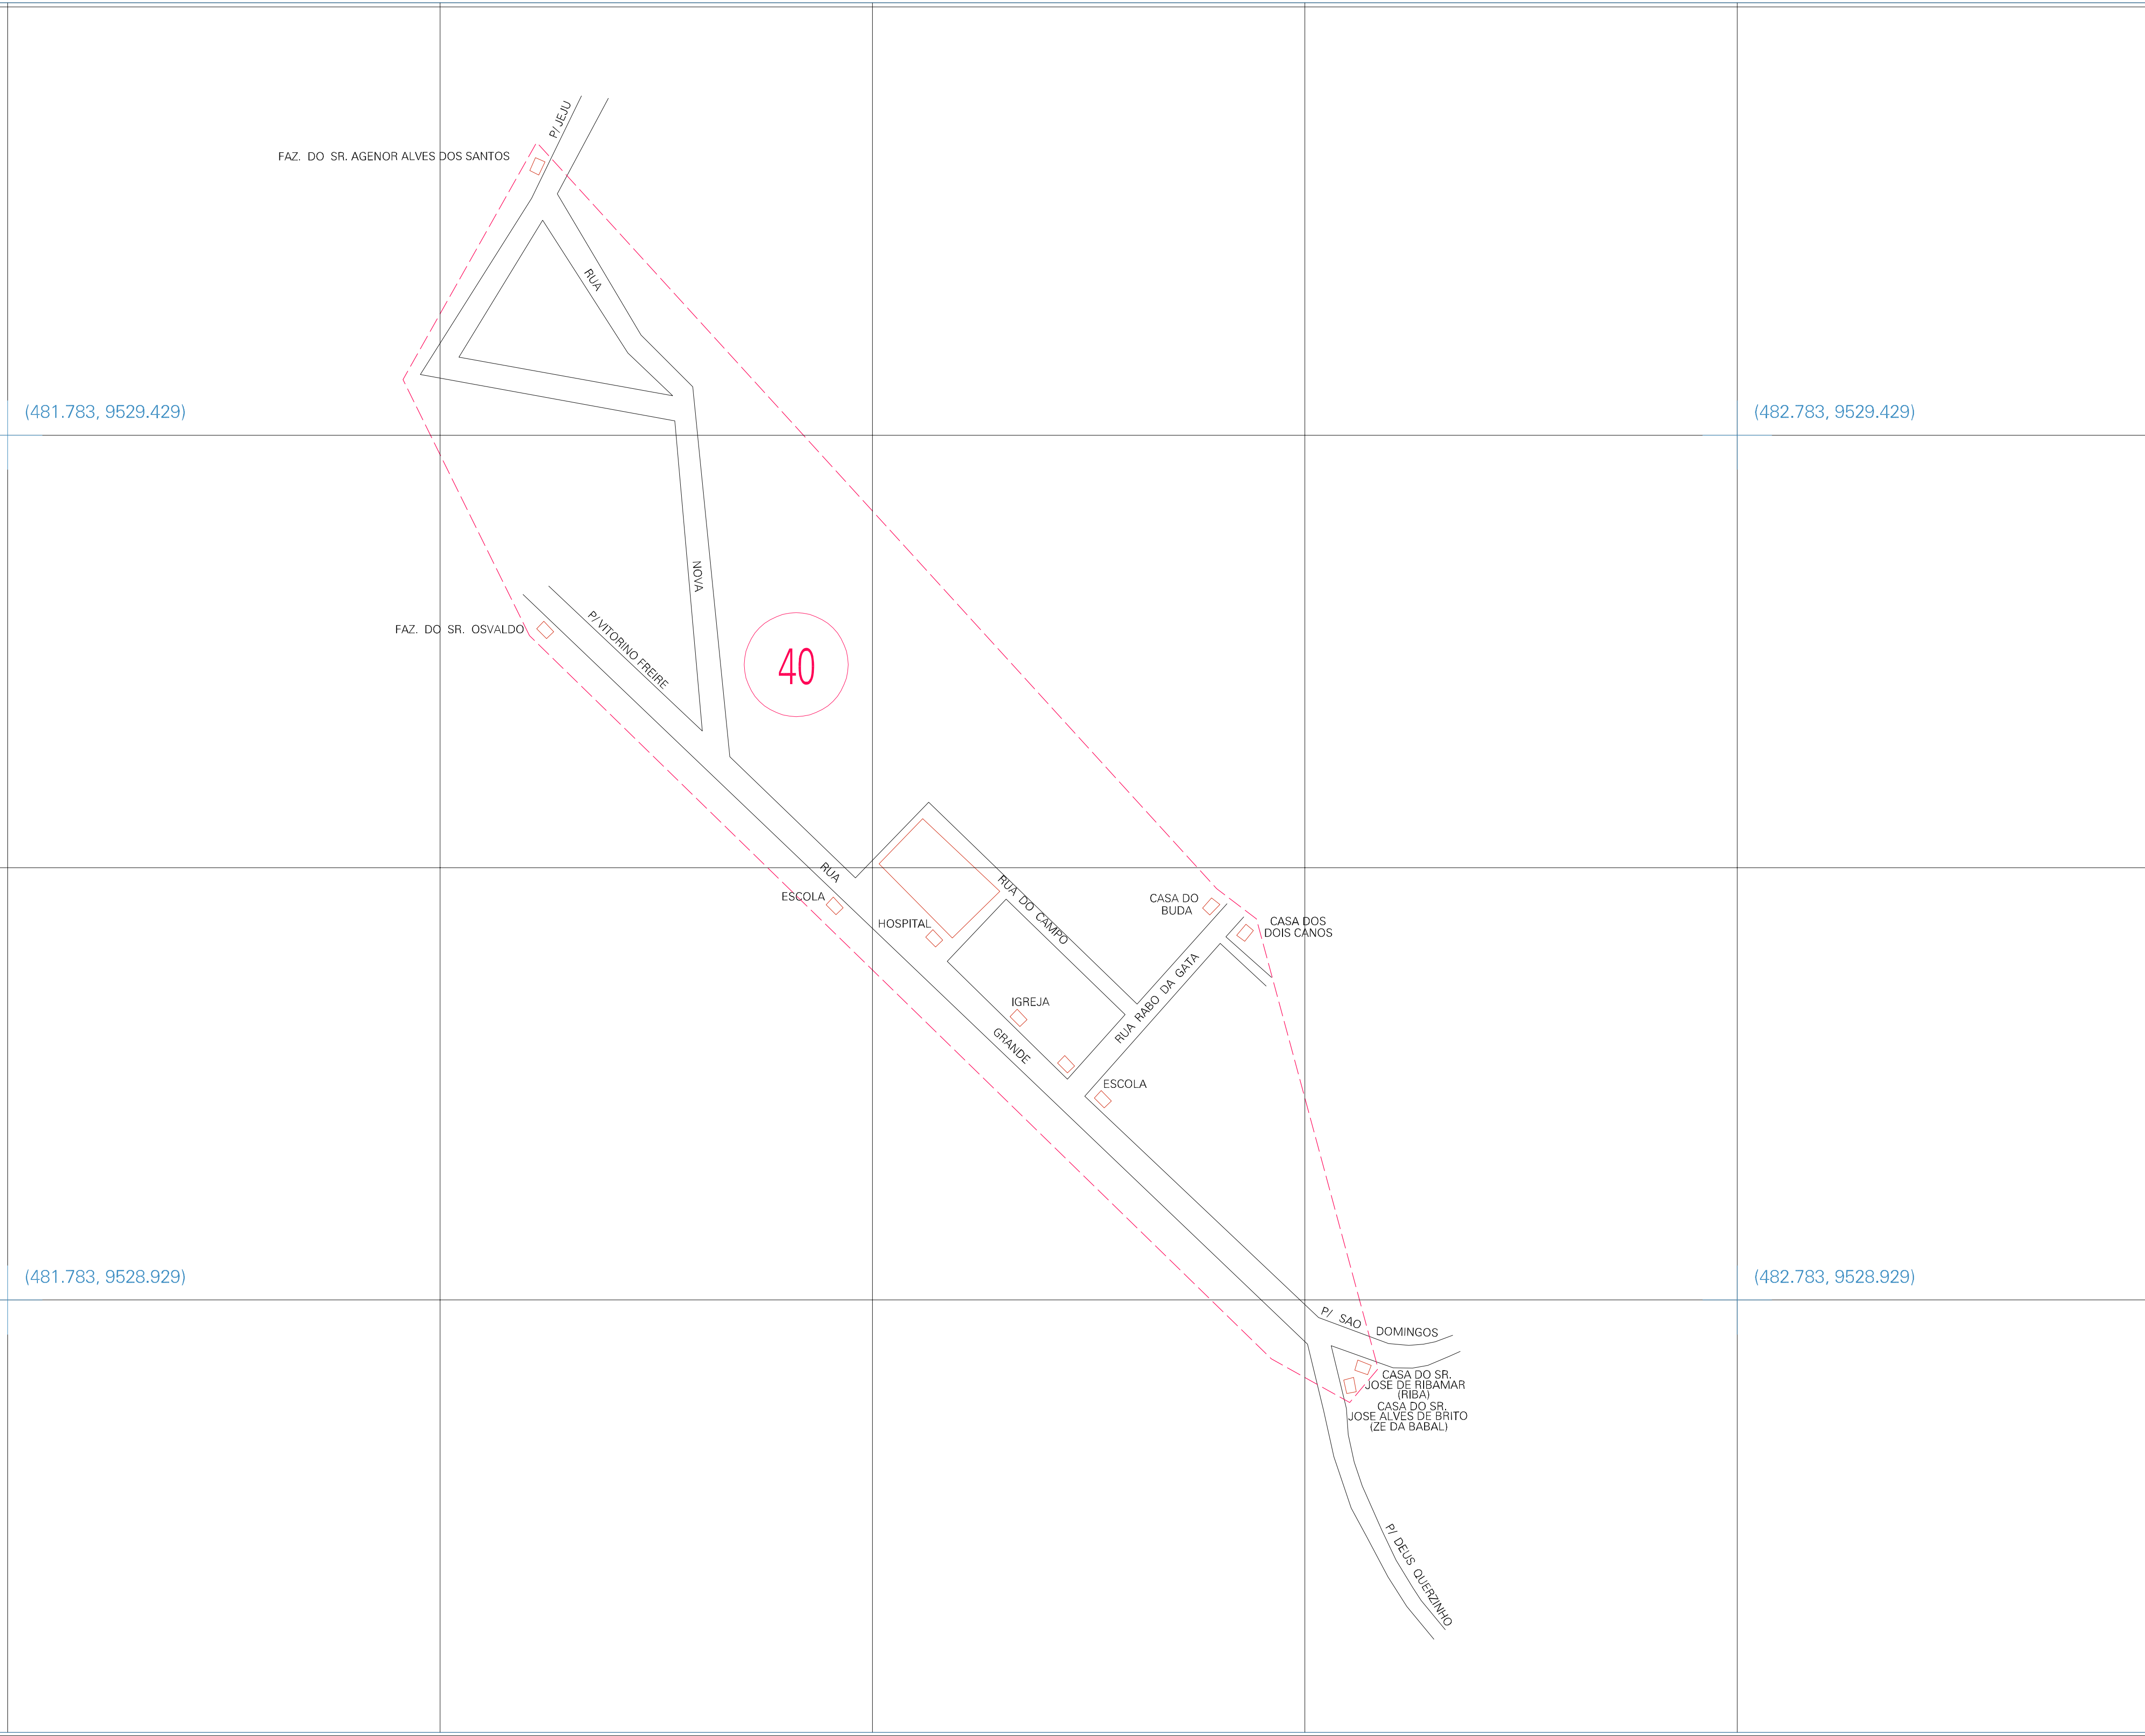 P/ JEJU
FAZ. DO SR. AGENOR ALVES DOS SANTOS
RUA
(481.783, 9529.429)
(482.783, 9529.429)
NOVA
FAZ. DO SR. OSVALDO
P/ VITORINO FREIRE
40
RUA
ESCOLA
HOSPITAL
RUA DO CAMPO
CASA DO
BUDA
CASA DOS
DOIS CANOS
RUA RABO DA GATA
IGREJA
GRANDE
ESCOLA
(481.783, 9528.929)
(482.783, 9528.929)
P/ SAO DOMINGOS
CASA DO SR.
JOSE DE RIBAMAR
(RIBA)
CASA DO SR.
JOSE ALVES DE BRITO
(ZE DA BABAL)
P/ DEUS QUERZINHO